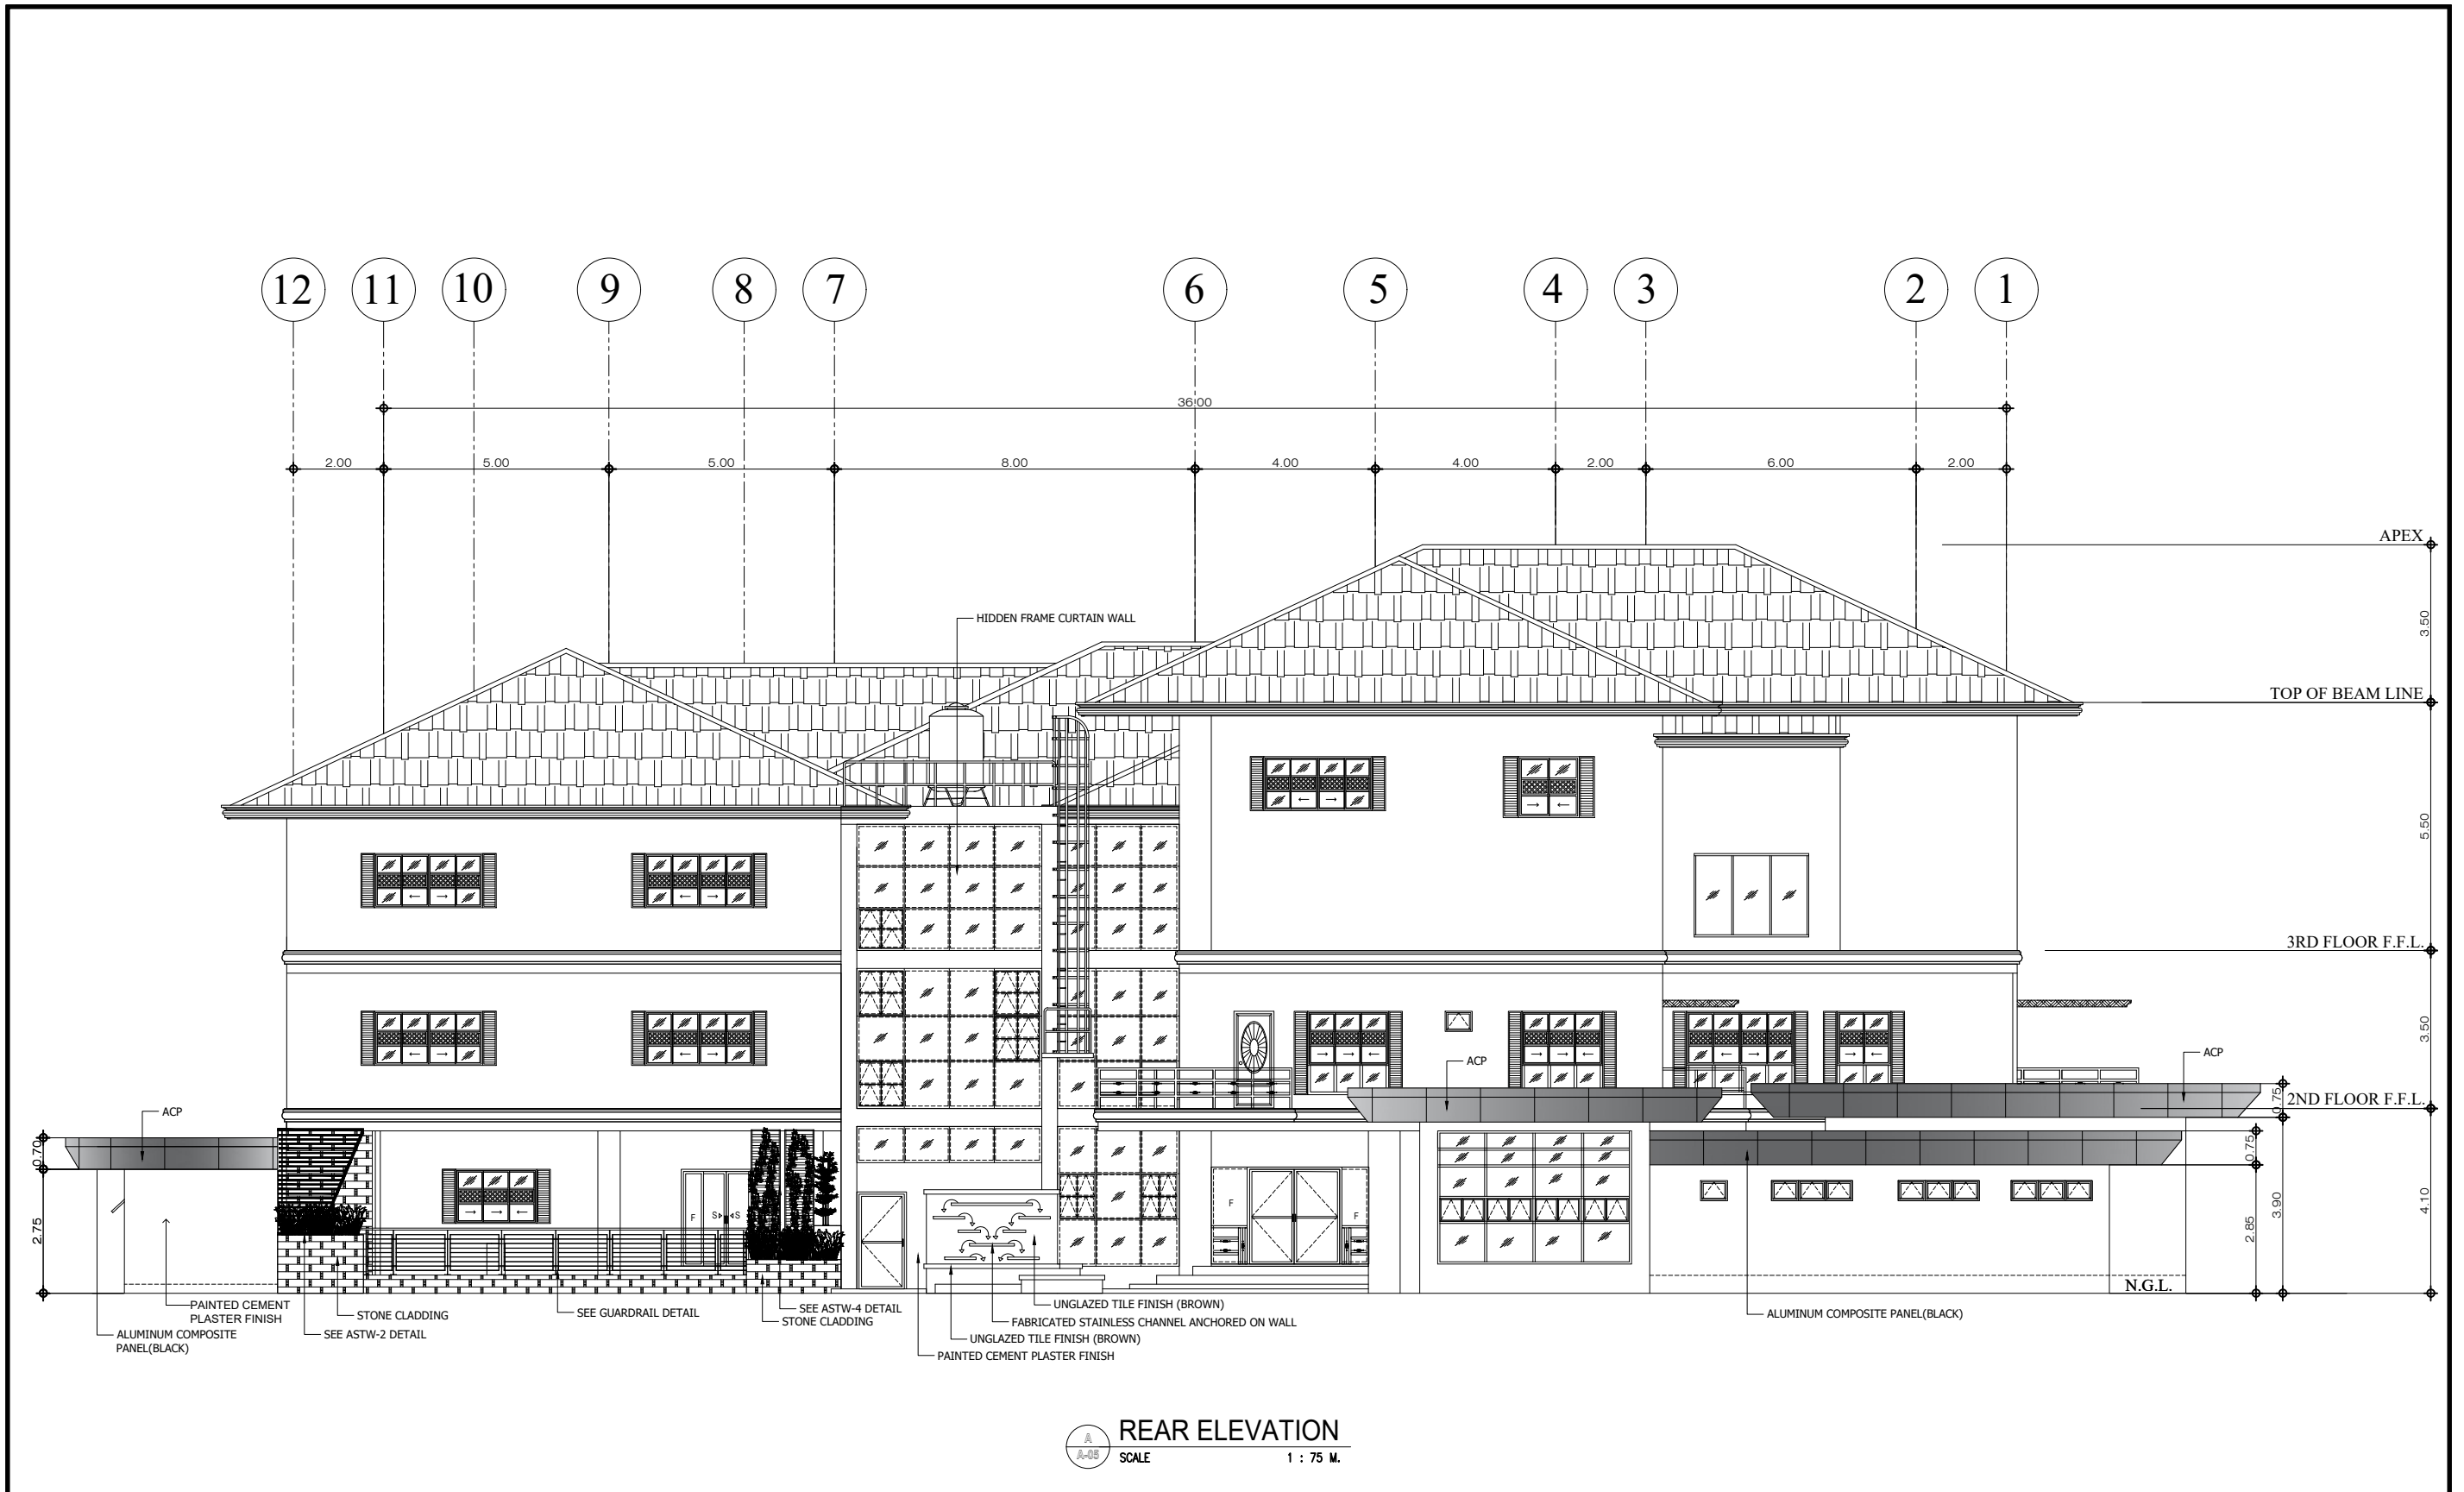 12 11 10 9 8 7 6 5 4 3 2 1
36.00
2.00 5.00 5.00 8.00 4.00 4.00 2.00 6.00 2.00
APEX
3.50
HIDDEN FRAME CURTAIN WALL
TOP OF BEAM LINE
5.50
3RD FLOOR F.F.L.
3.50
ACP
ACP
0.75
2ND FLOOR F.F.L.
ACP
0.70
0.75
2.75
F S S
F F
2.85
3.90
4.10
N.G.L.
PAINTED CEMENT
PLASTER FINISH
STONE CLADDING
SEE GUARDRAIL DETAIL
SEE ASTW-4 DETAIL
STONE CLADDING
UNGLAZED TILE FINISH (BROWN)
FABRICATED STAINLESS CHANNEL ANCHORED ON WALL
ALUMINUM COMPOSITE PANEL(BLACK)
ALUMINUM COMPOSITE
PANEL(BLACK)
SEE ASTW-2 DETAIL
UNGLAZED TILE FINISH (BROWN)
PAINTED CEMENT PLASTER FINISH
A
A-05
REAR ELEVATION
SCALE 1 : 75 M.